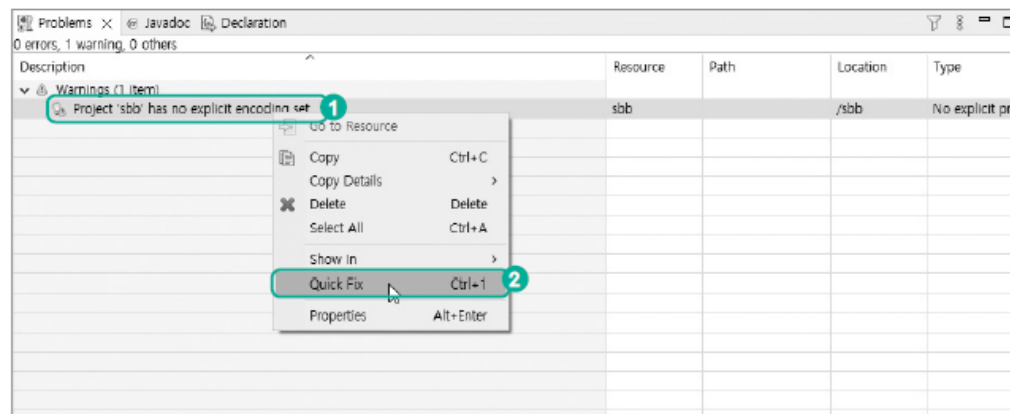 Problems × Javadoc Declaration
0 errors, 1 warning, 0 others
Description Resource Path Location Type
Warnings (1 item)
Project 'sbb' has no explicit encoding set 1 sbb /sbb No explicit pr
Go to Resource
Copy Ctrl+C
Copy Details >
Delete Delete
Select All Ctrl+A
Show In >
Quick Fix Ctrl+1 2
Properties Alt+Enter